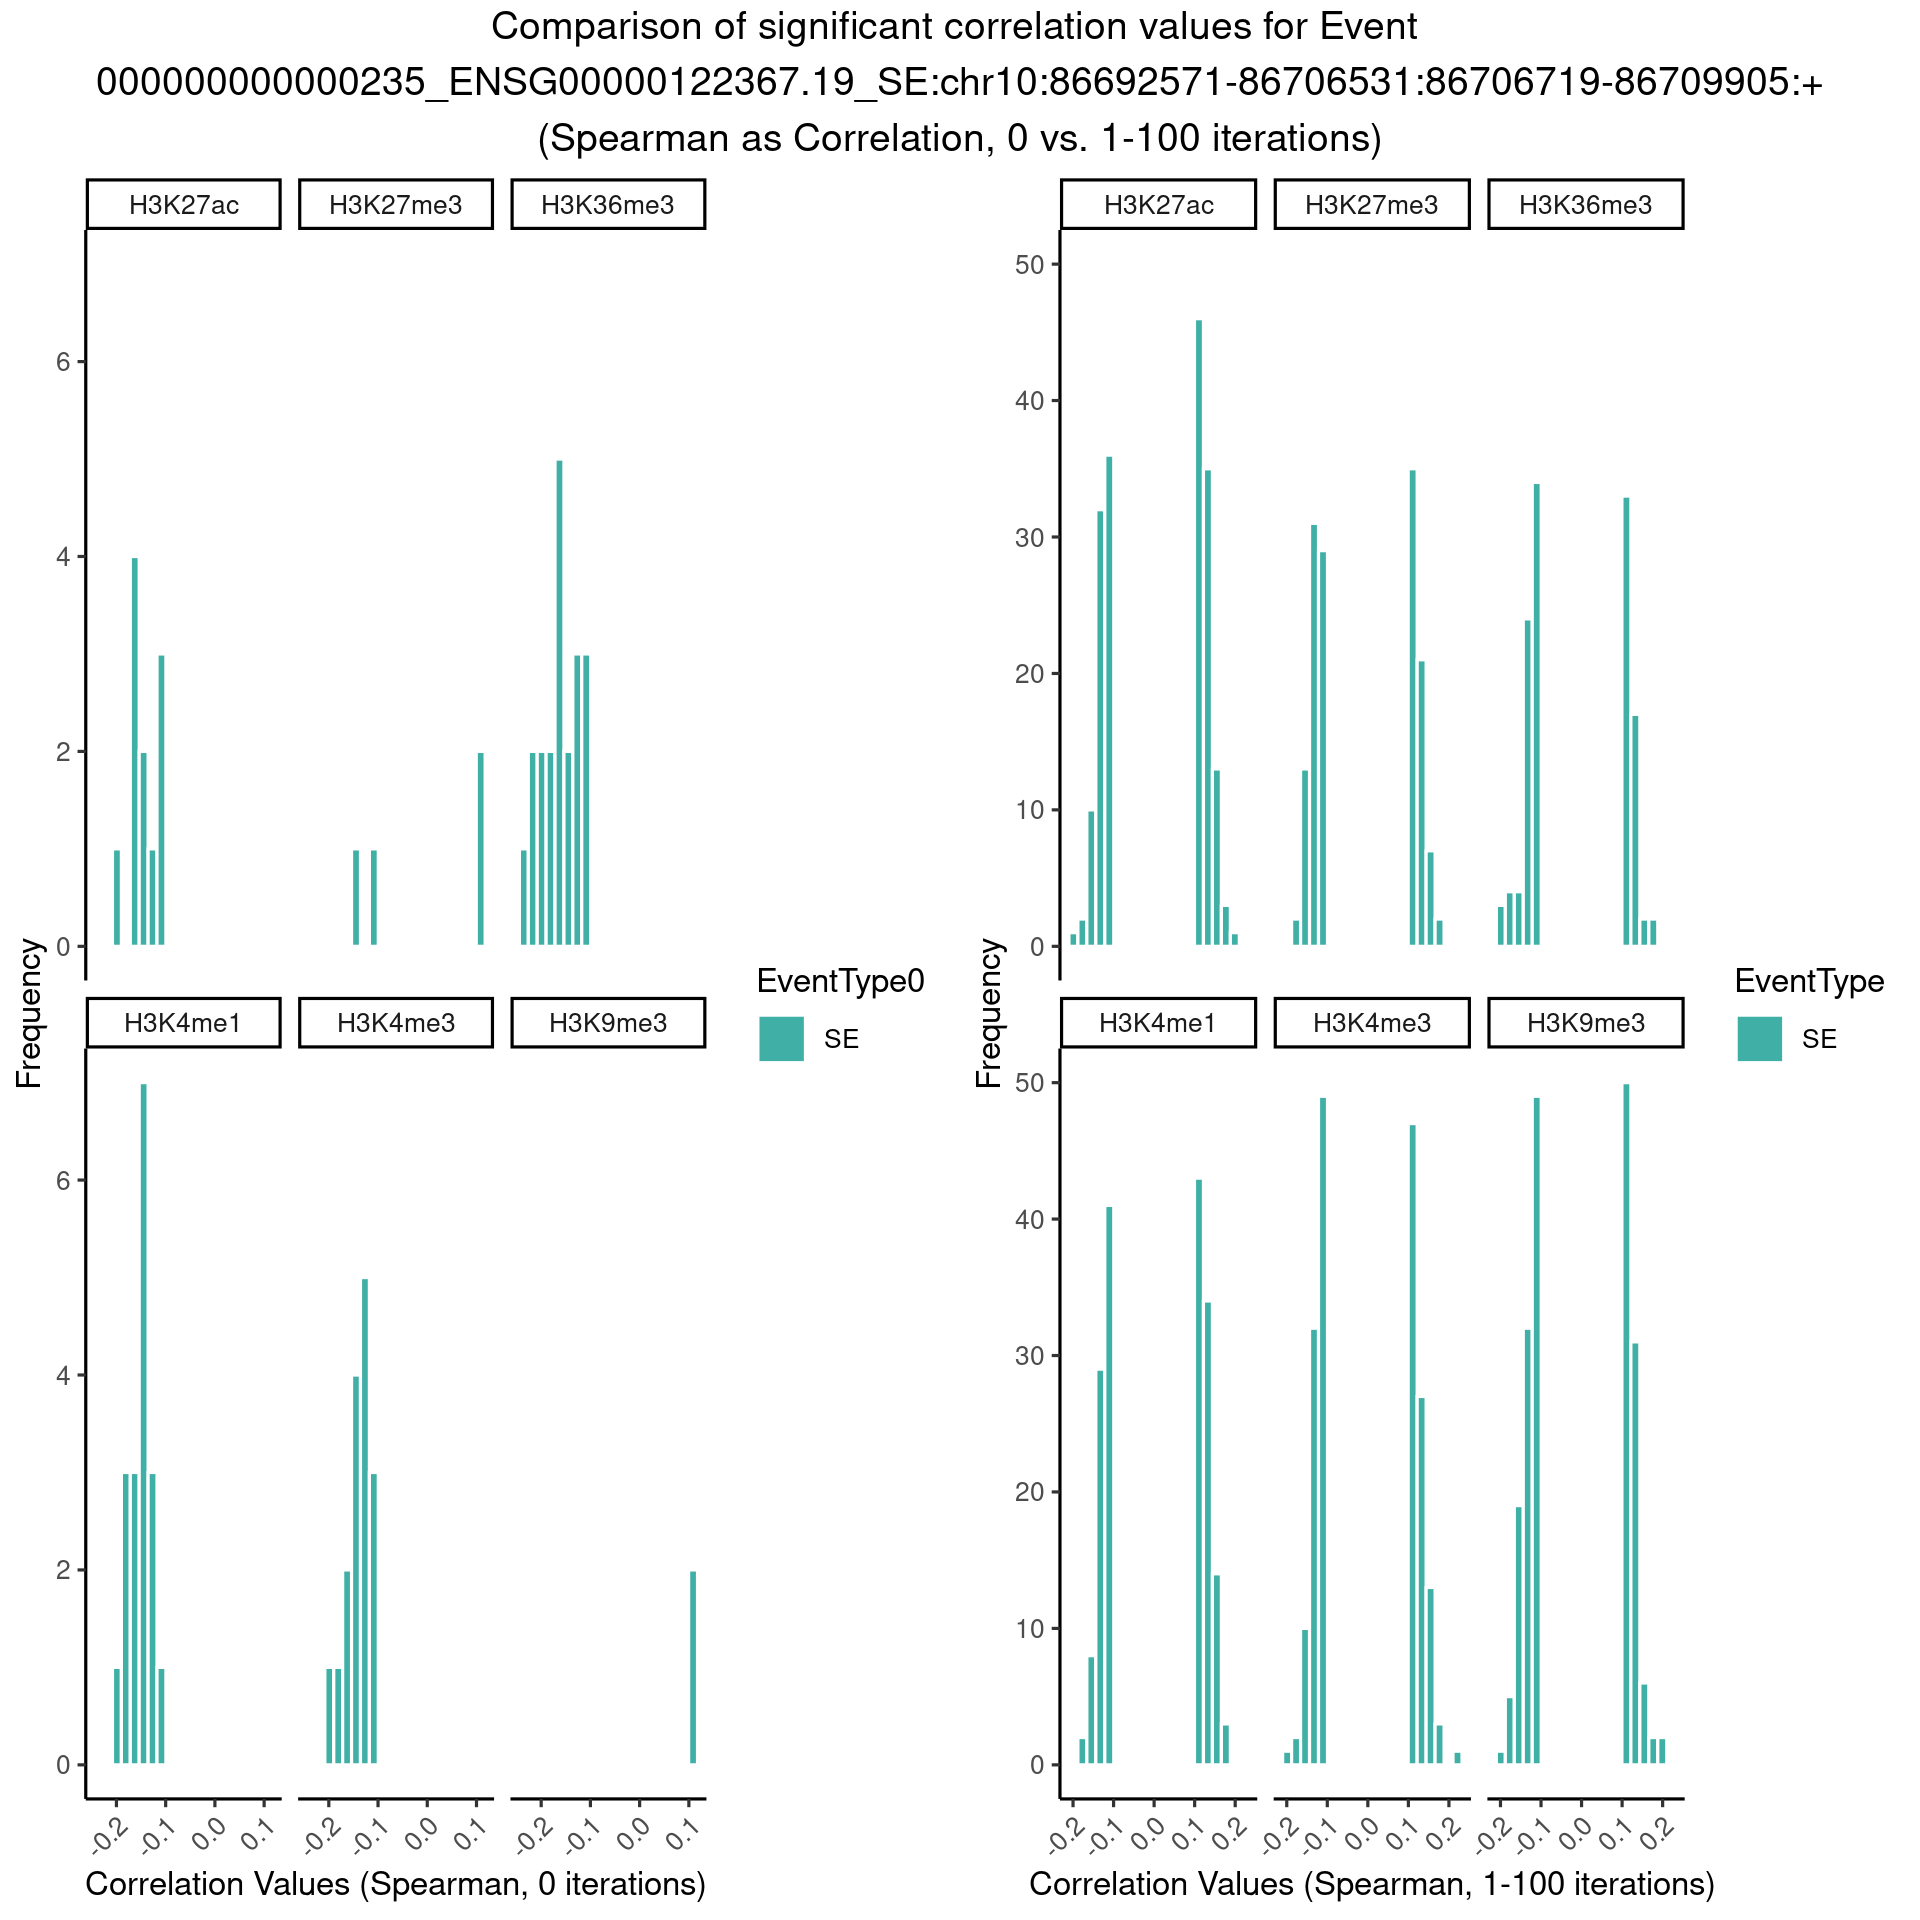 Comparison of significant correlation values for Event
000000000000235_ENSG00000122367.19_SE:chr10:86692571-86706531:86706719-86709905:+
(Spearman as Correlation, 0 vs. 1-100 iterations)
H3K27ac H3K27me3 H3K36me3
6
4
2
0
H3K4me1 H3K4me3 H3K9me3
6
4
2
0
-0.2 -0.1 0.0 0.1 -0.2 -0.1 0.0 0.1 -0.2 -0.1 0.0 0.1
Frequency
Correlation Values (Spearman, 0 iterations)
EventType0
SE
H3K27ac H3K27me3 H3K36me3
50
40
30
20
10
0
H3K4me1 H3K4me3 H3K9me3
50
40
30
20
10
0
-0.2 -0.1 0.0 0.1 0.2 -0.2 -0.1 0.0 0.1 0.2 -0.2 -0.1 0.0 0.1 0.2
Frequency
Correlation Values (Spearman, 1-100 iterations)
EventType
SE